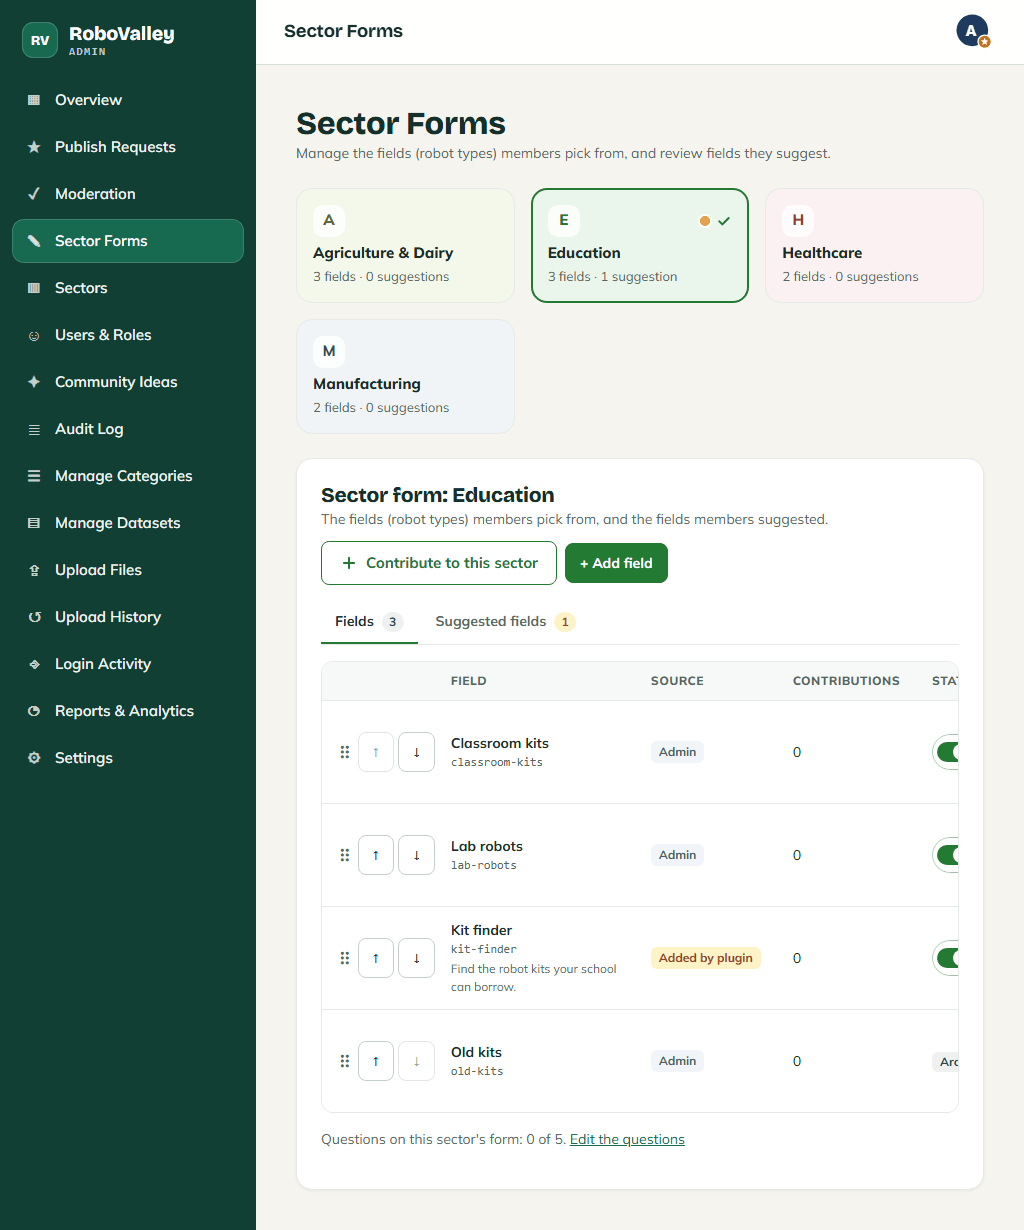 RV
RoboValley
ADMIN
Overview
Publish Requests
Moderation
Sector Forms
Sectors
Users & Roles
Community Ideas
Audit Log
Manage Categories
Manage Datasets
Upload Files
Upload History
Login Activity
Reports & Analytics
Settings
Sector Forms
A
Sector Forms
Manage the fields (robot types) members pick from, and review fields they suggest.
A
Agriculture & Dairy
3 fields · 0 suggestions
E
Education
3 fields · 1 suggestion
H
Healthcare
2 fields · 0 suggestions
M
Manufacturing
2 fields · 0 suggestions
Sector form: Education
The fields (robot types) members pick from, and the fields members suggested.
+ Contribute to this sector
+ Add field
Fields 3
Suggested fields 1
FIELD SOURCE CONTRIBUTIONS
↑ ↓ Classroom kits Admin 0
classroom-kits
↑ ↓ Lab robots Admin 0
lab-robots
Kit finder
kit-finder
↑ ↓ Added by plugin 0
Find the robot kits your school
can borrow.
↑ ↓ Old kits Admin 0
old-kits
Questions on this sector's form: 0 of 5. Edit the questions